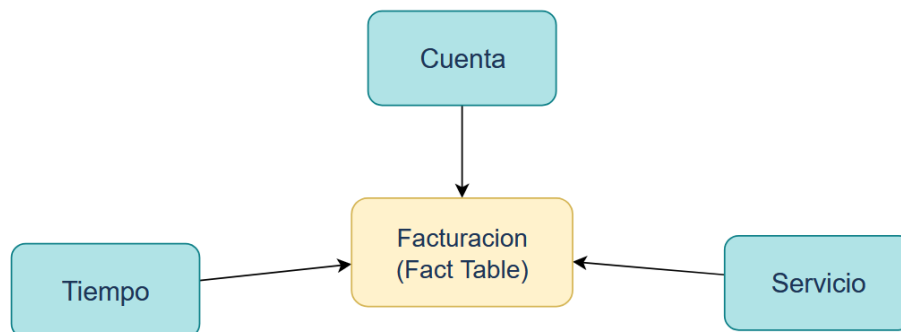 Cuenta
Facturacion
(Fact Table)
Tiempo
Servicio